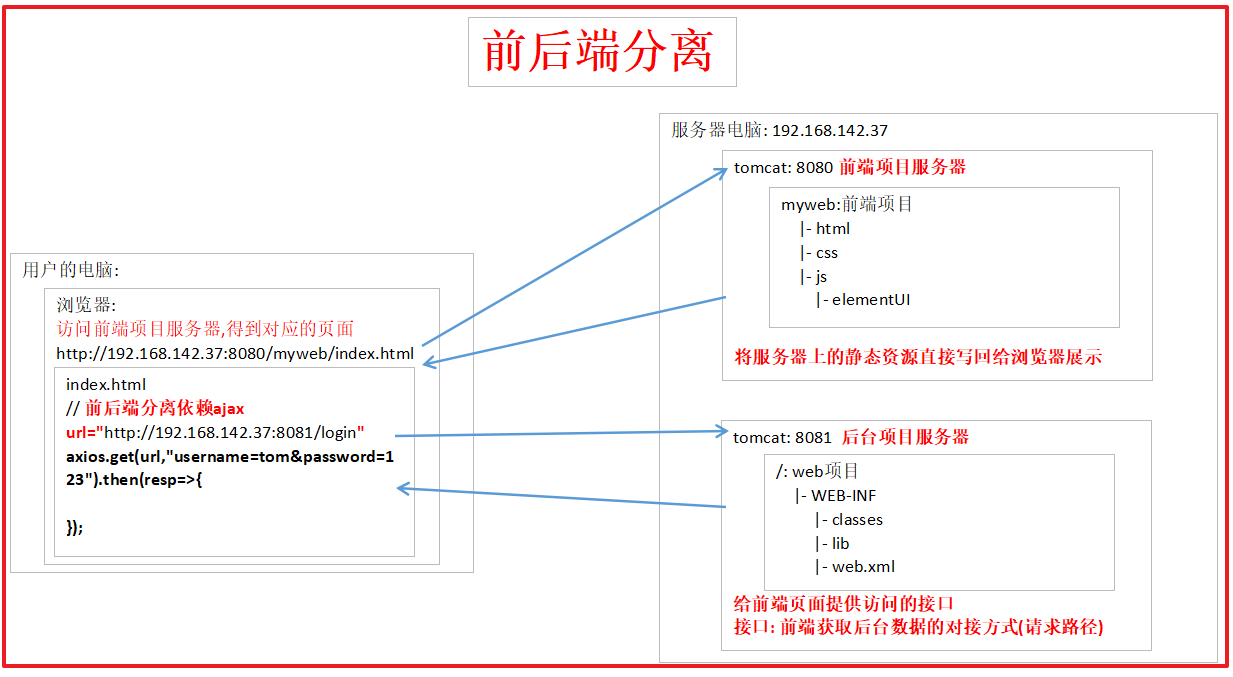 前后端分离
用户的电脑:
浏览器:
访问前端项目服务器,得到对应的页面
http://192.168.142.37:8080/myweb/index.html
index.html
// 前后端分离依赖ajax
url="http://192.168.142.37:8081/login"
axios.get(url,"username=tom&password=1
23").then(resp=>{
});
服务器电脑: 192.168.142.37
tomcat: 8080 前端项目服务器
myweb:前端项目
|- html
|- css
|- js
|- elementUI
将服务器上的静态资源直接写回给浏览器展示
tomcat: 8081 后台项目服务器
/: web项目
|- WEB-INF
|- classes
|- lib
|- web.xml
给前端页面提供访问的接口
接口: 前端获取后台数据的对接方式(请求路径)